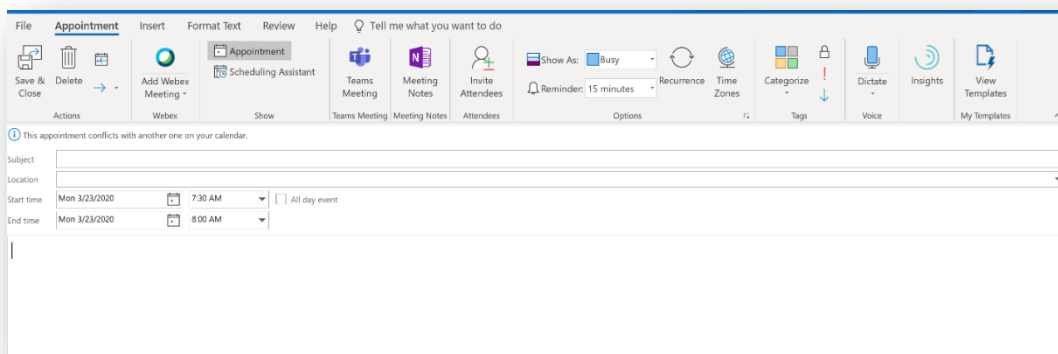 File Appointment Insert Format Text Review Help Tell me what you want to do
Save & Close
Delete
Actions
Add Webex Meeting
Webex
Appointment
Scheduling Assistant
Show
Teams Meeting
Teams Meeting
Meeting Notes
Meeting Notes
Invite Attendees
Attendees
Show As: Busy
Reminder: 15 minutes
Recurrence
Time Zones
Options
Categorize
Tags
Dictate
Voice
Insights
View Templates
My Templates
This appointment conflicts with another one on your calendar.
Subject
Location
Start time Mon 3/23/2020 7:30 AM All day event
End time Mon 3/23/2020 8:00 AM